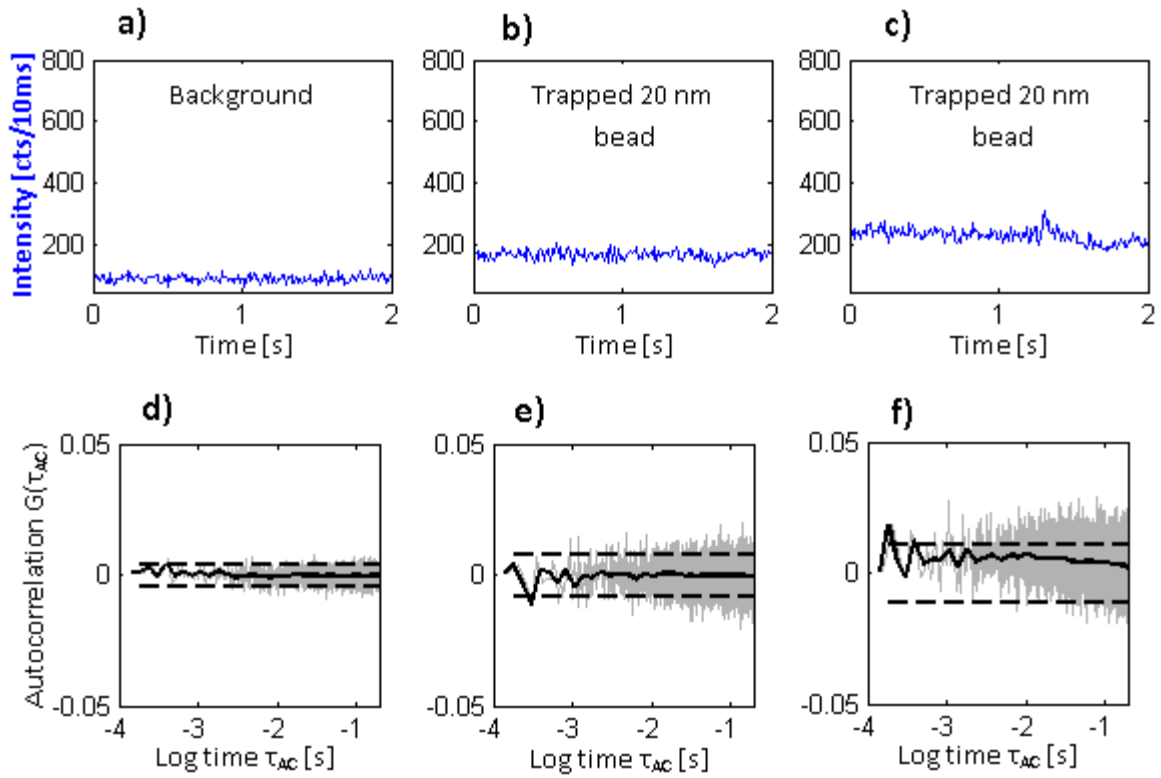 a)
b)
c)
Intensity [cts/10ms]
800
600
400
200
Background
0
1
2
Time [s]
800
600
400
200
Trapped 20 nm
bead
0
1
2
Time [s]
800
600
400
200
Trapped 20 nm
bead
0
1
2
Time [s]
d)
e)
f)
Autocorrelation G(τAC)
0.05
0
-0.05
-4
-3
-2
-1
Log time τAC [s]
0.05
0
-0.05
-4
-3
-2
-1
Log time τAC [s]
0.05
0
-0.05
-4
-3
-2
-1
Log time τAC [s]